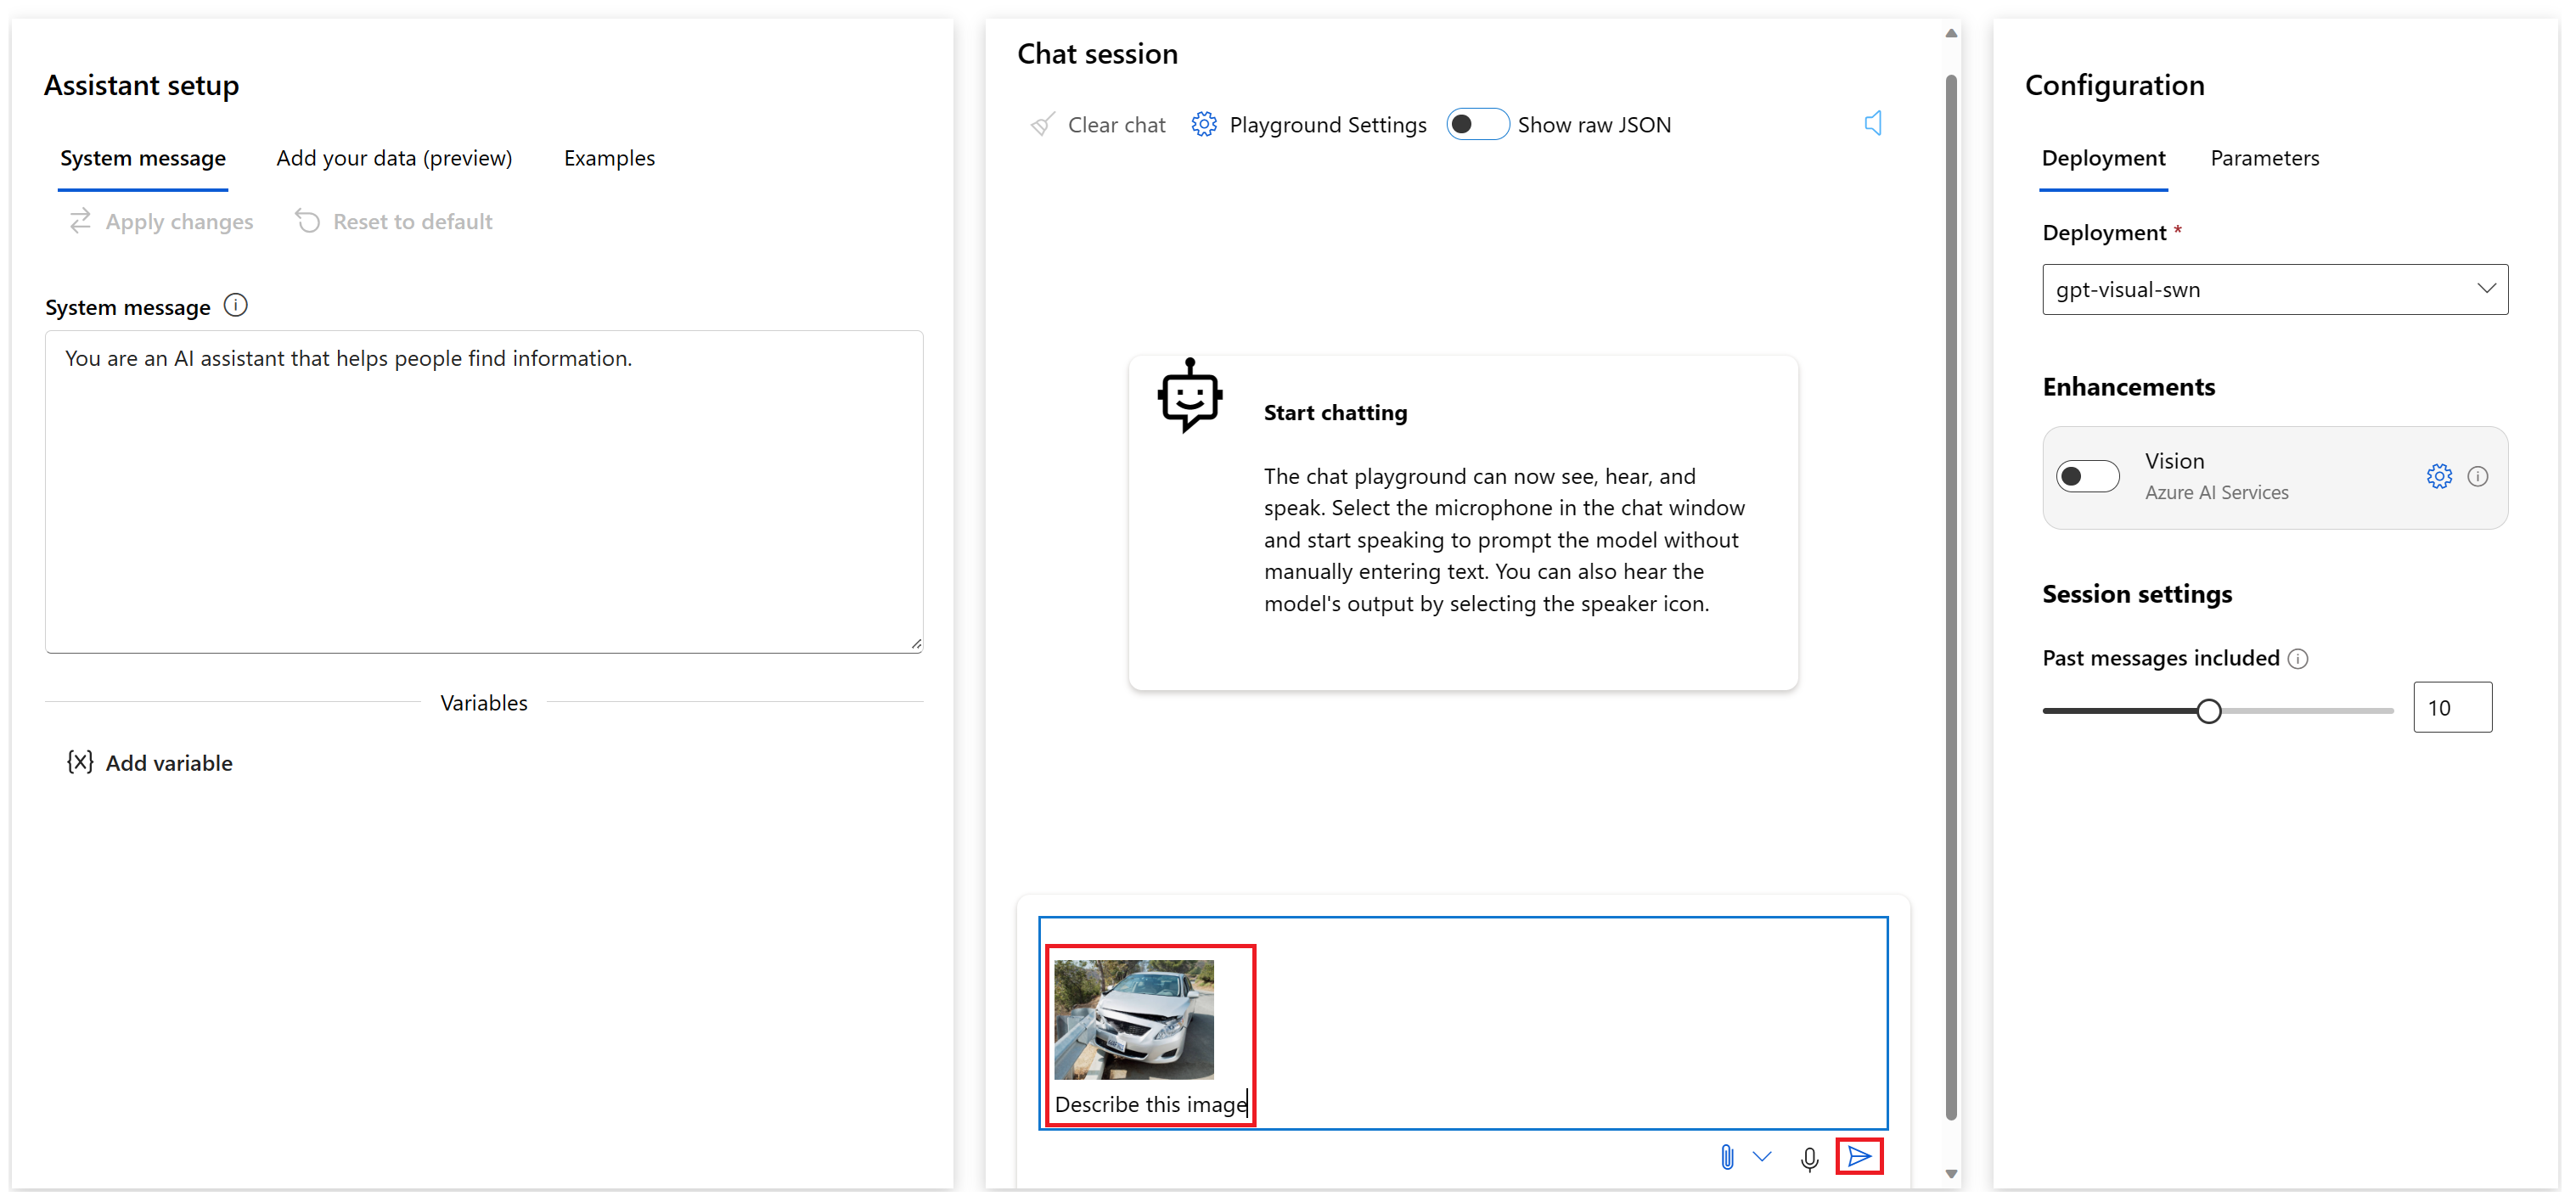 Assistant setup
System message
Add your data (preview)
Examples
Apply changes
Reset to default
System message
You are an AI assistant that helps people find information.
Variables
{x} Add variable
Chat session
Clear chat
Playground Settings
Show raw JSON
Start chatting
The chat playground can now see, hear, and
speak. Select the microphone in the chat window
and start speaking to prompt the model without
manually entering text. You can also hear the
model's output by selecting the speaker icon.
Describe this image
Configuration
Deployment
Parameters
Deployment *
gpt-visual-swn
Enhancements
Vision
Azure AI Services
Session settings
Past messages included
10